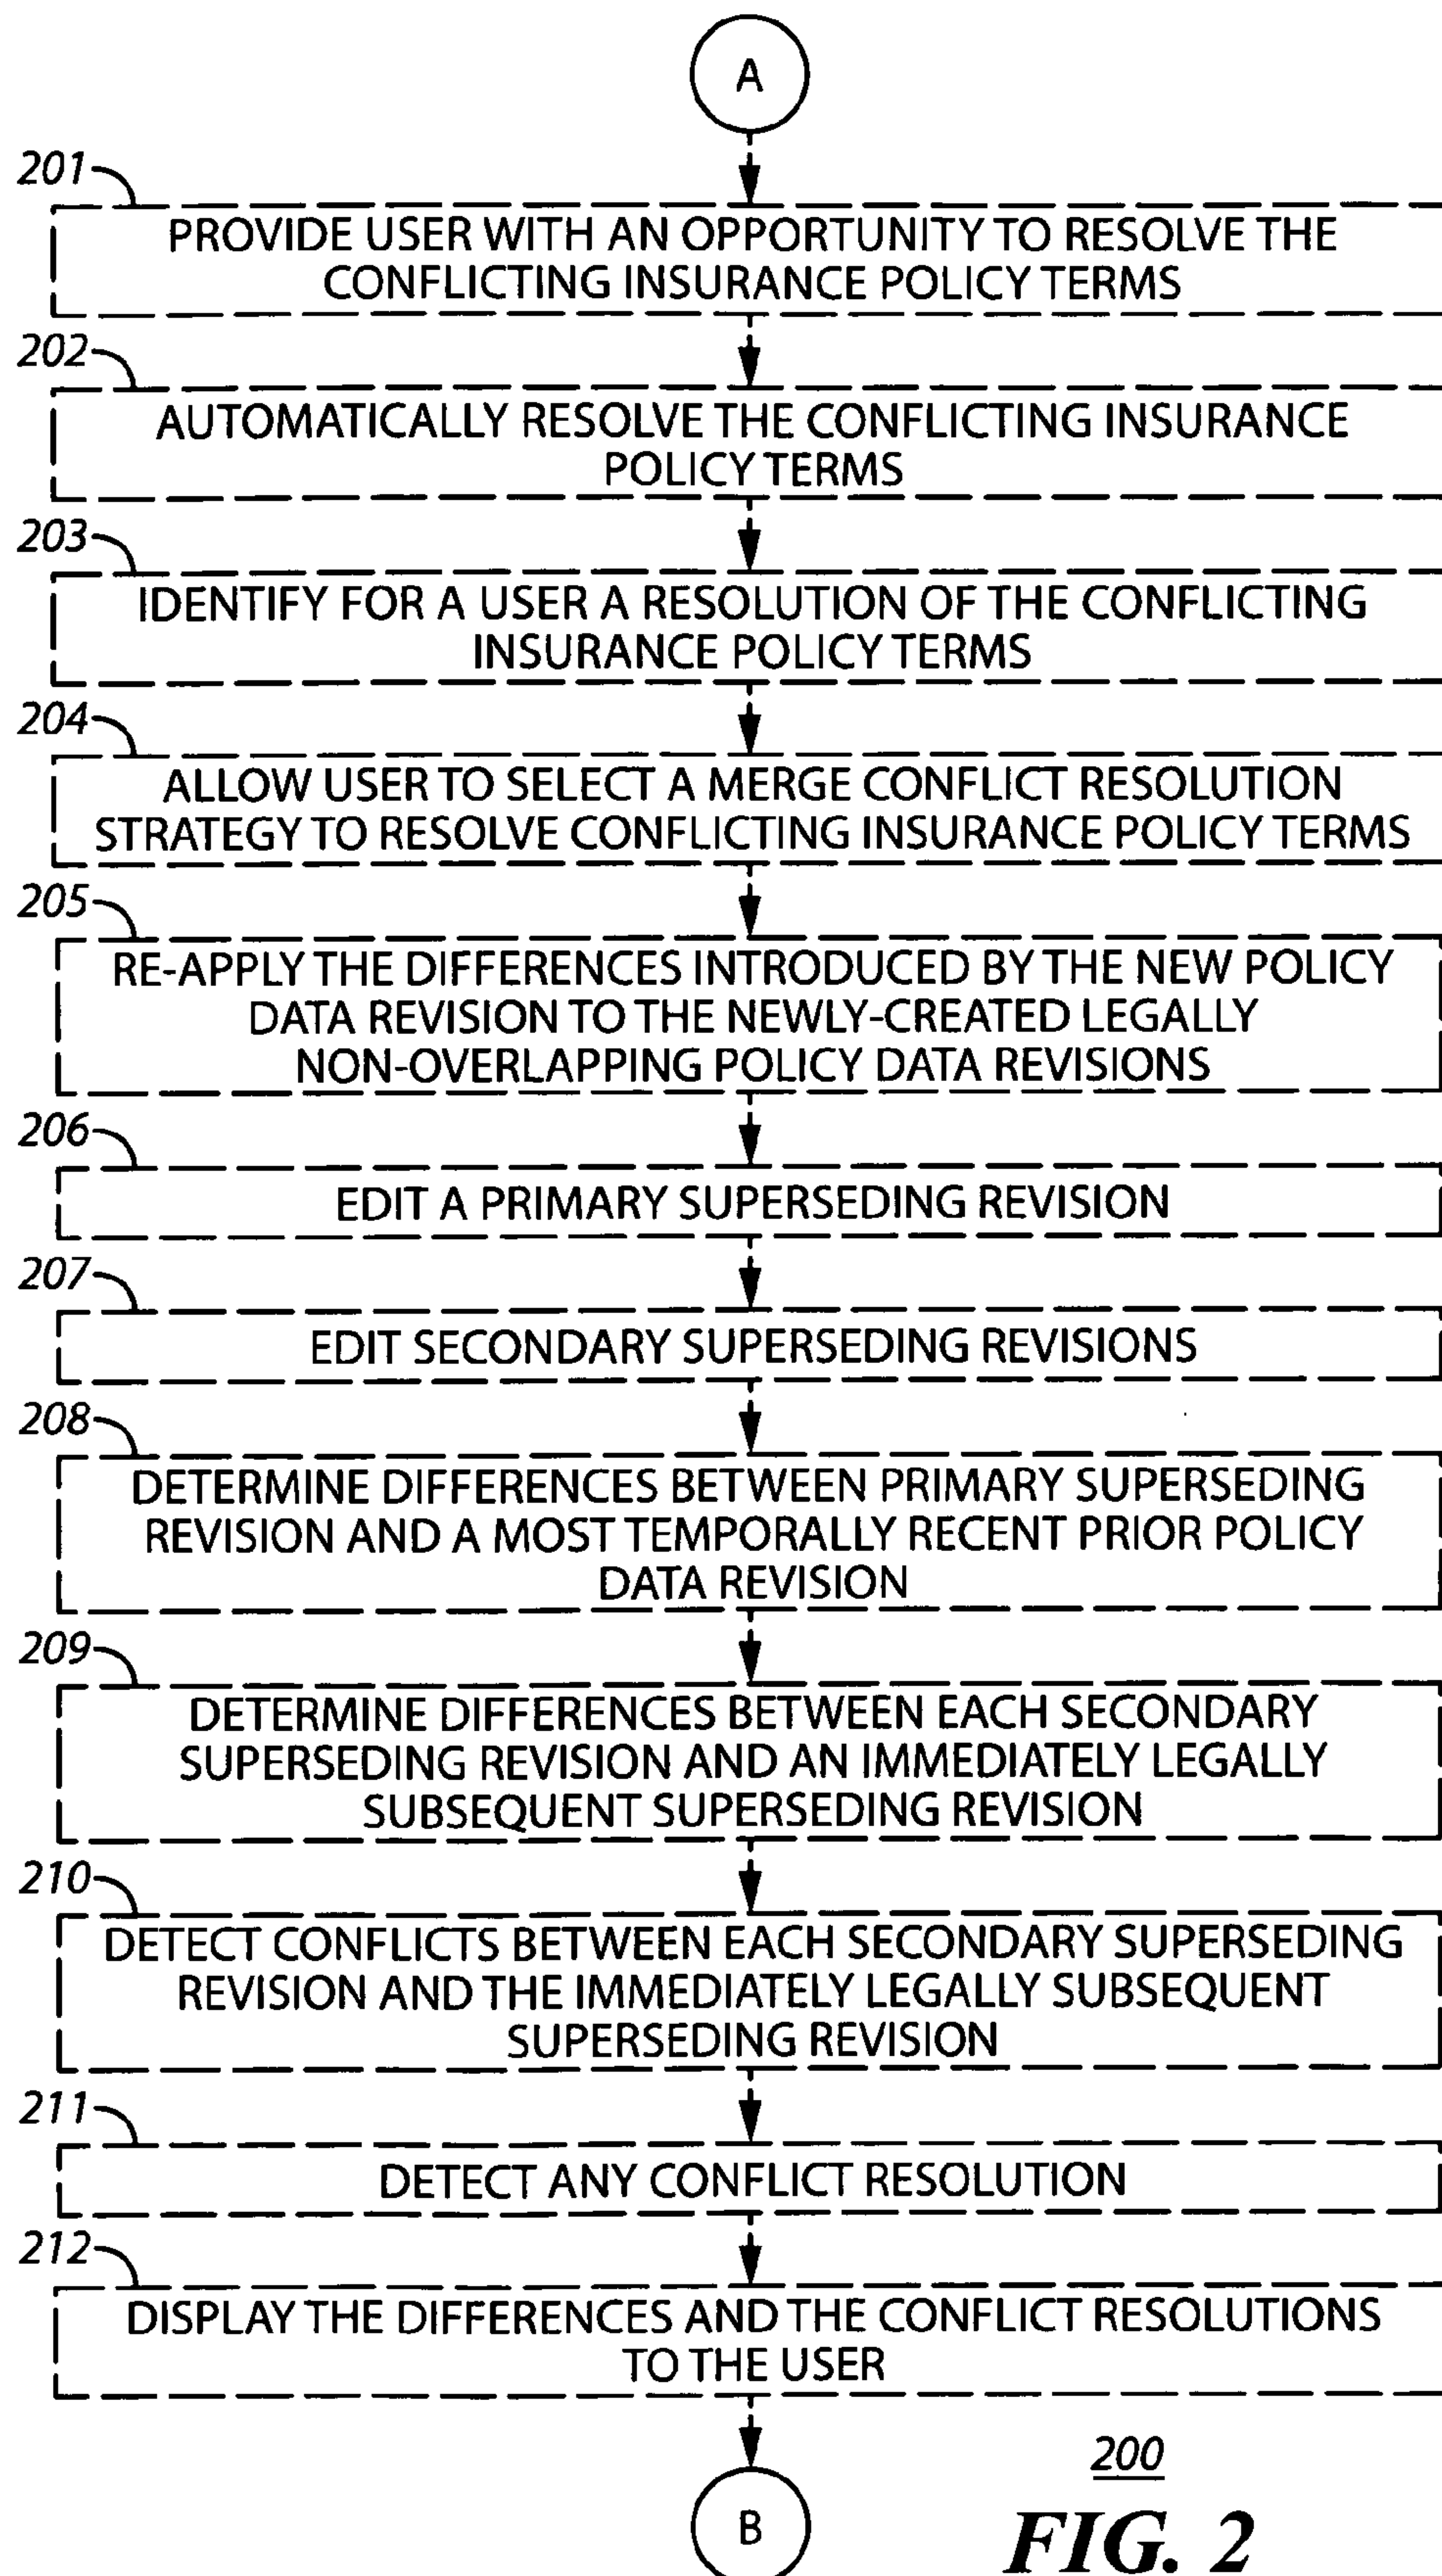 A
201
PROVIDE USER WITH AN OPPORTUNITY TO RESOLVE THE
CONFLICTING INSURANCE POLICY TERMS
202
AUTOMATICALLY RESOLVE THE CONFLICTING INSURANCE
POLICY TERMS
203
IDENTIFY FOR A USER A RESOLUTION OF THE CONFLICTING
INSURANCE POLICY TERMS
204
ALLOW USER TO SELECT A MERGE CONFLICT RESOLUTION
STRATEGY TO RESOLVE CONFLICTING INSURANCE POLICY TERMS
205
RE-APPLY THE DIFFERENCES INTRODUCED BY THE NEW POLICY
DATA REVISION TO THE NEWLY-CREATED LEGALLY
NON-OVERLAPPING POLICY DATA REVISIONS
206
EDIT A PRIMARY SUPERSEDING REVISION
207
EDIT SECONDARY SUPERSEDING REVISIONS
208
DETERMINE DIFFERENCES BETWEEN PRIMARY SUPERSEDING
REVISION AND A MOST TEMPORALLY RECENT PRIOR POLICY
DATA REVISION
209
DETERMINE DIFFERENCES BETWEEN EACH SECONDARY
SUPERSEDING REVISION AND AN IMMEDIATELY LEGALLY
SUBSEQUENT SUPERSEDING REVISION
210
DETECT CONFLICTS BETWEEN EACH SECONDARY SUPERSEDING
REVISION AND THE IMMEDIATELY LEGALLY SUBSEQUENT
SUPERSEDING REVISION
211
DETECT ANY CONFLICT RESOLUTION
212
DISPLAY THE DIFFERENCES AND THE CONFLICT RESOLUTIONS
TO THE USER
B
200
FIG. 2